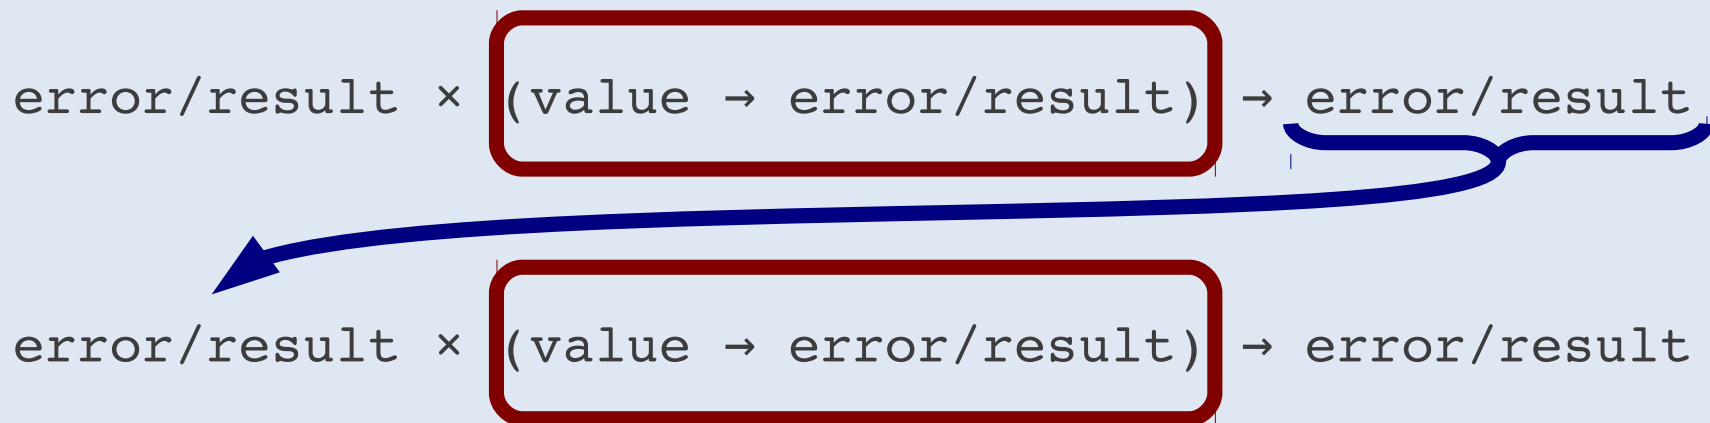 error/result × (value → error/result) → error/result
error/result × (value → error/result) → error/result